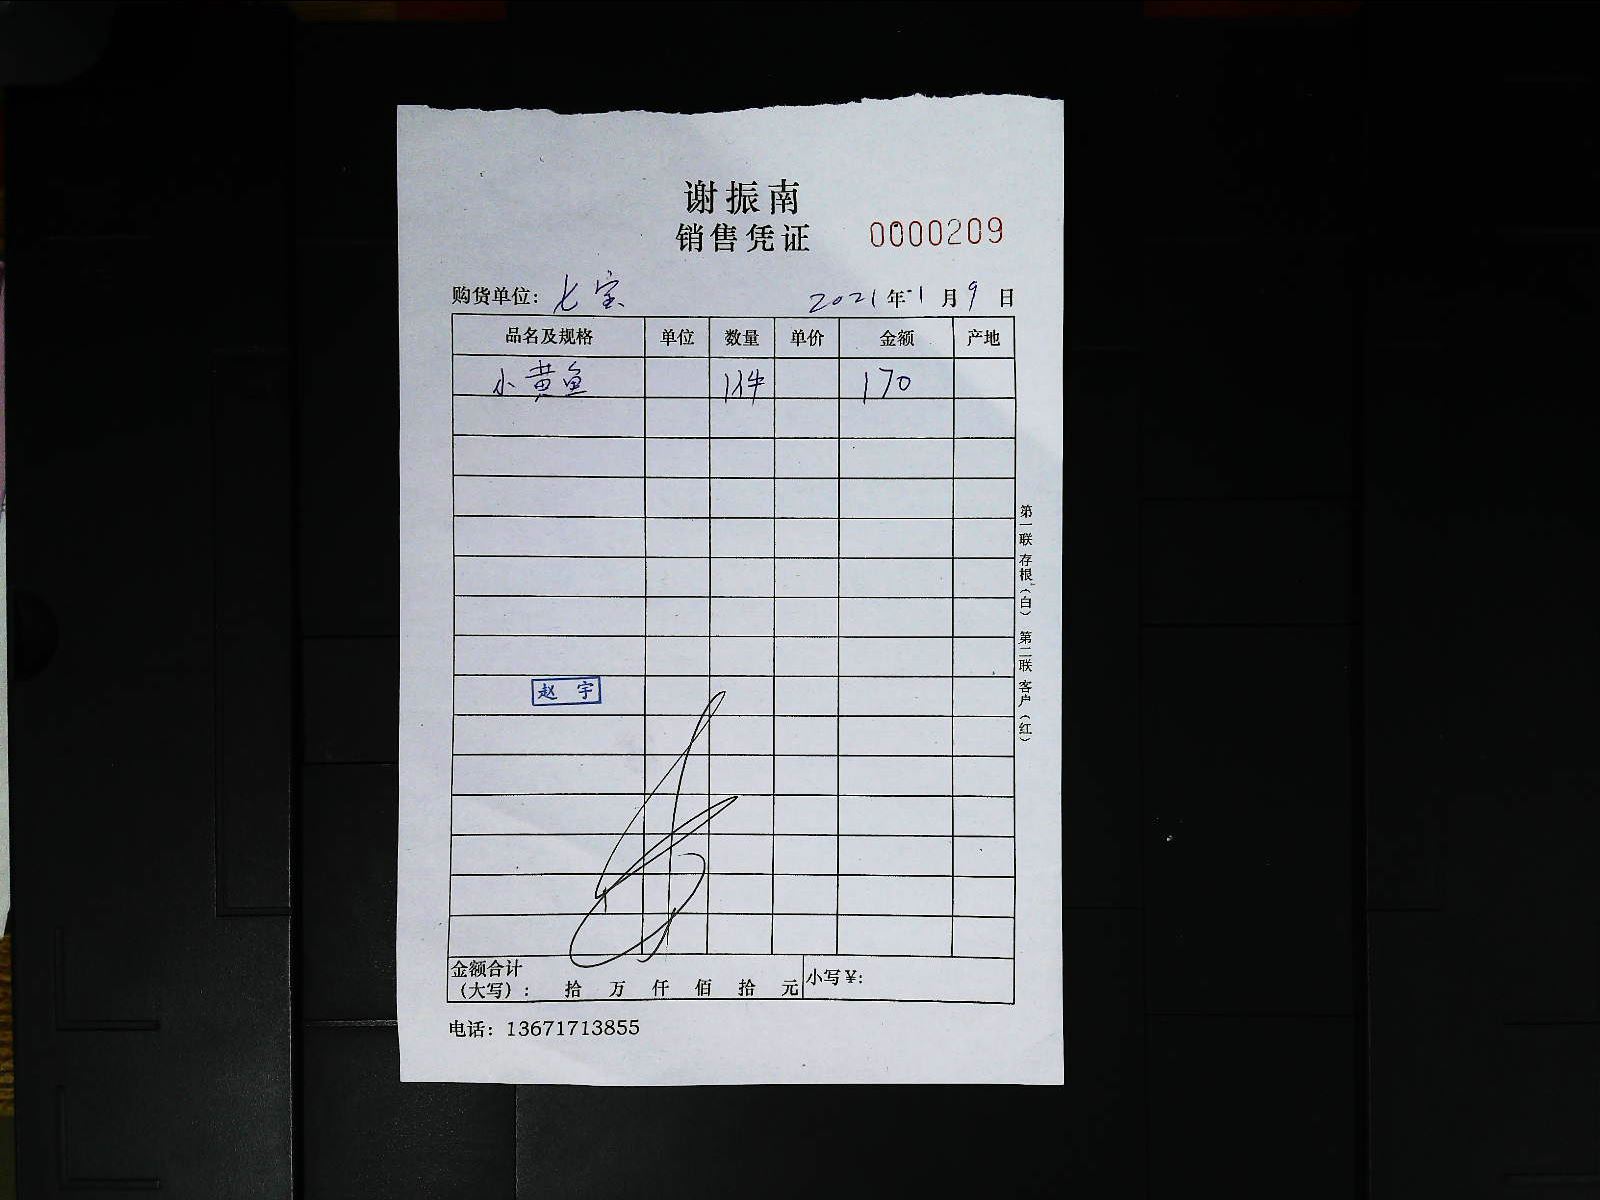 谢振南
销售凭证 0000209
购货单位：七宝 2021年1月9日
品名及规格 单位 数量 单价 金额 产地
小黄鱼 1件 170
赵 宇
金额合计
（大写）： 拾 万 仟 佰 拾 元 小写￥:
电话：13671713855
第一联 存根（白） 第二联 客户（红）